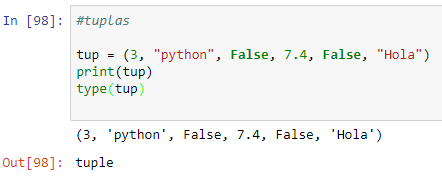 In [98]: #tuplas
tup = (3, "python", False, 7.4, False, "Hola")
print(tup)
type(tup)
(3, 'python', False, 7.4, False, 'Hola')
Out[98]: tuple